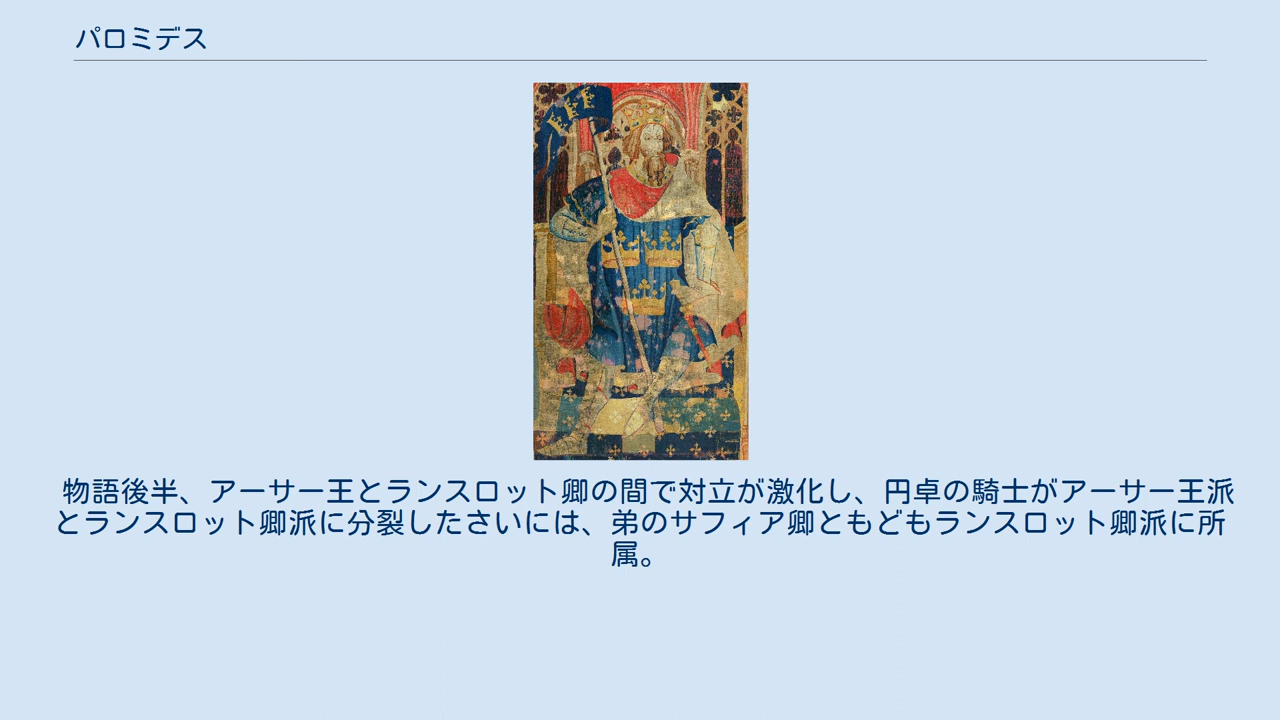 パロミデス
物語後半、アーサー王とランスロット卿の間で対立が激化し、円卓の騎士がアーサー王派
とランスロット卿派に分裂したさいには、弟のサフィア卿ともどもランスロット卿派に所
属。